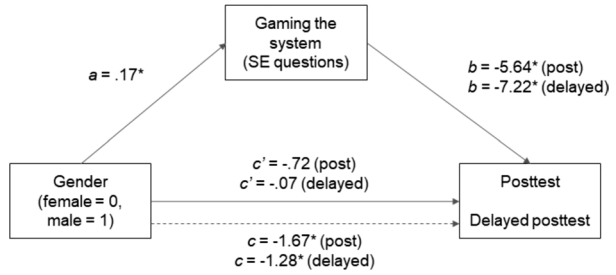 Gaming the
system
(SE questions)
a = .17*
b = -5.64* (post)
b = -7.22* (delayed)
Gender
(female = 0,
male = 1)
c’ = -.72 (post)
c’ = -.07 (delayed)
c = -1.67* (post)
c = -1.28* (delayed)
Posttest
Delayed posttest